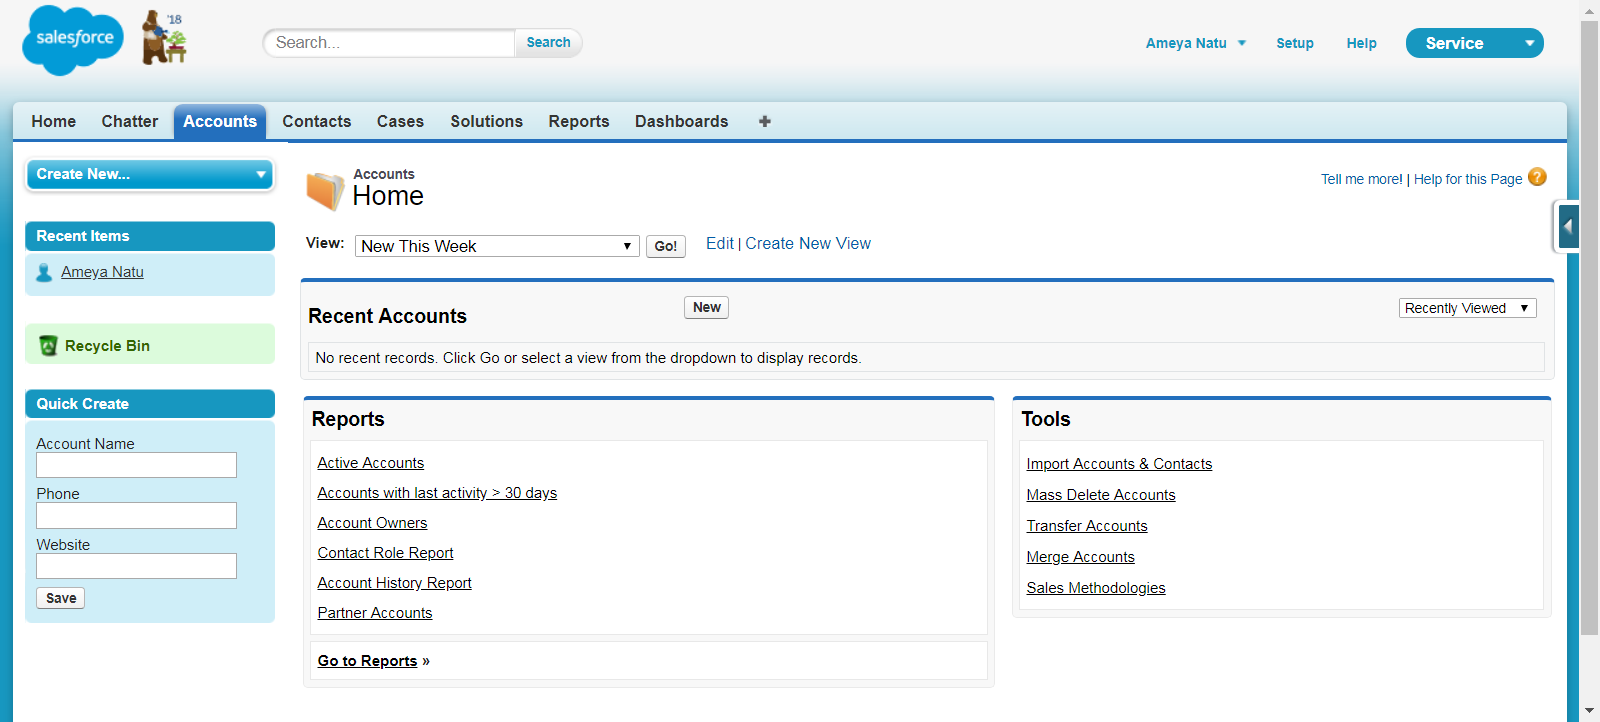 salesforce
'18
Search...
Search
Ameya Natu
Setup
Help
Service
Home
Chatter
Accounts
Contacts
Cases
Solutions
Reports
Dashboards
Create New...
Recent Items
Ameya Natu
Recycle Bin
Quick Create
Account Name
Phone
Website
Save
Accounts
Home
Tell me more! | Help for this Page
View: New This Week Go! Edit | Create New View
Recent Accounts
New
Recently Viewed
No recent records. Click Go or select a view from the dropdown to display records.
Reports
Active Accounts
Accounts with last activity > 30 days
Account Owners
Contact Role Report
Account History Report
Partner Accounts
Go to Reports »
Tools
Import Accounts & Contacts
Mass Delete Accounts
Transfer Accounts
Merge Accounts
Sales Methodologies